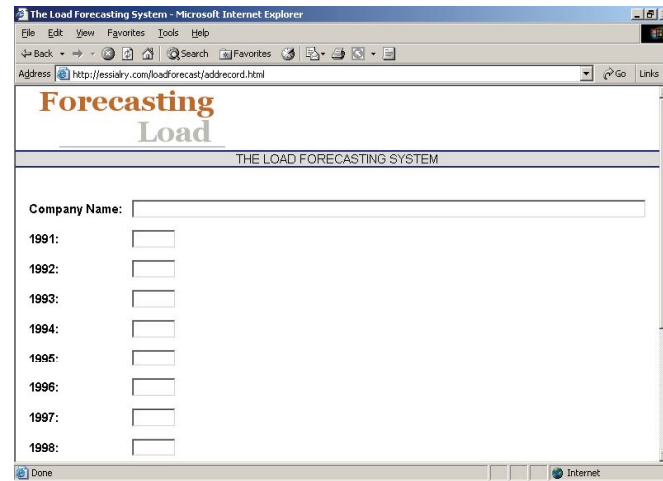 The Load Forecasting System - Microsoft Internet Explorer
File Edit View Favorites Tools Help
Back Search Favorites
Address http://essialry.com/loadforecast/addrecord.html Go Links
Forecasting
Load
THE LOAD FORECASTING SYSTEM
Company Name:
1991:
1992:
1993:
1994:
1995:
1996:
1997:
1998:
Done Internet